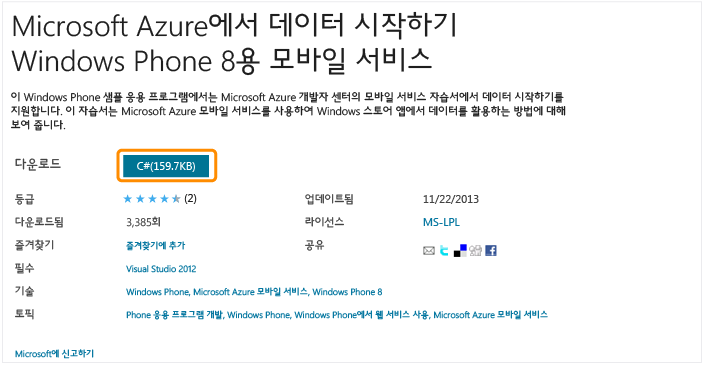 Microsoft Azure에서 데이터 시작하기
Windows Phone 8용 모바일 서비스
이 Windows Phone 샘플 응용 프로그램에서는 Microsoft Azure 개발자 센터의 모바일 서비스 자습서에서 데이터 시작하기를
지원합니다. 이 자습서는 Microsoft Azure 모바일 서비스를 사용하여 Windows 스토어 앱에서 데이터를 활용하는 방법에 대해
보여 줍니다.
다운로드 C#(159.7KB)
등급 (2) 업데이트됨 11/22/2013
다운로드됨 3,385회 라이선스 MS-LPL
즐겨찾기 즐겨찾기에 추가 공유
필수 Visual Studio 2012
기술 Windows Phone, Microsoft Azure 모바일 서비스, Windows Phone 8
토픽 Phone 응용 프로그램 개발, Windows Phone, Windows Phone에서 웹 서비스 사용, Microsoft Azure 모바일 서비스
Microsoft에 신고하기